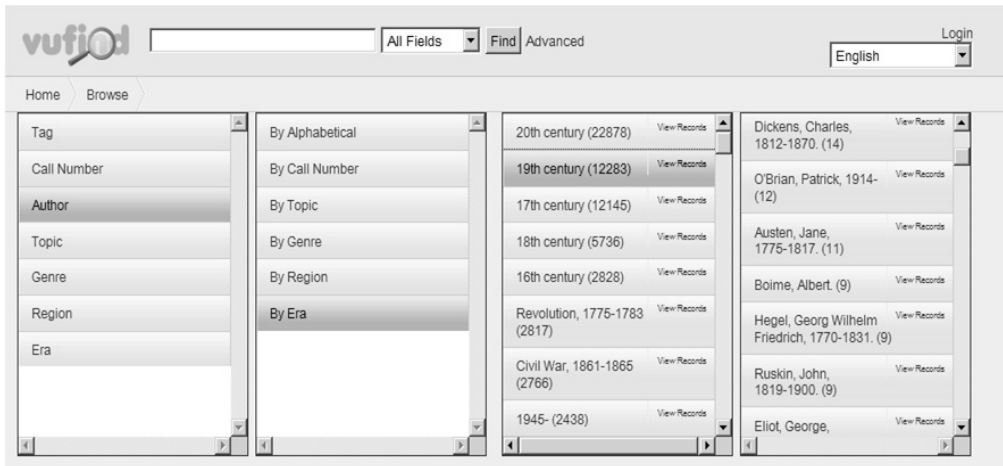 vufind
All Fields
Find
Advanced
Login
English
Home
Browse
Tag
Call Number
Author
Topic
Genre
Region
Era
By Alphabetical
By Call Number
By Topic
By Genre
By Region
By Era
20th century (22878) View Records
19th century (12283) View Records
17th century (12145) View Records
18th century (5736) View Records
16th century (2828) View Records
Revolution, 1775-1783 View Records
(2817)
Civil War, 1861-1865 View Records
(2766)
1945- (2438) View Records
Dickens, Charles, View Records
1812-1870. (14)
O'Brian, Patrick, 1914- View Records
(12)
Austen, Jane, View Records
1775-1817. (11)
Boime, Albert. (9) View Records
Hegel, Georg Wilhelm View Records
Friedrich, 1770-1831. (9)
Ruskin, John, View Records
1819-1900. (9)
Eliot, George, View Records